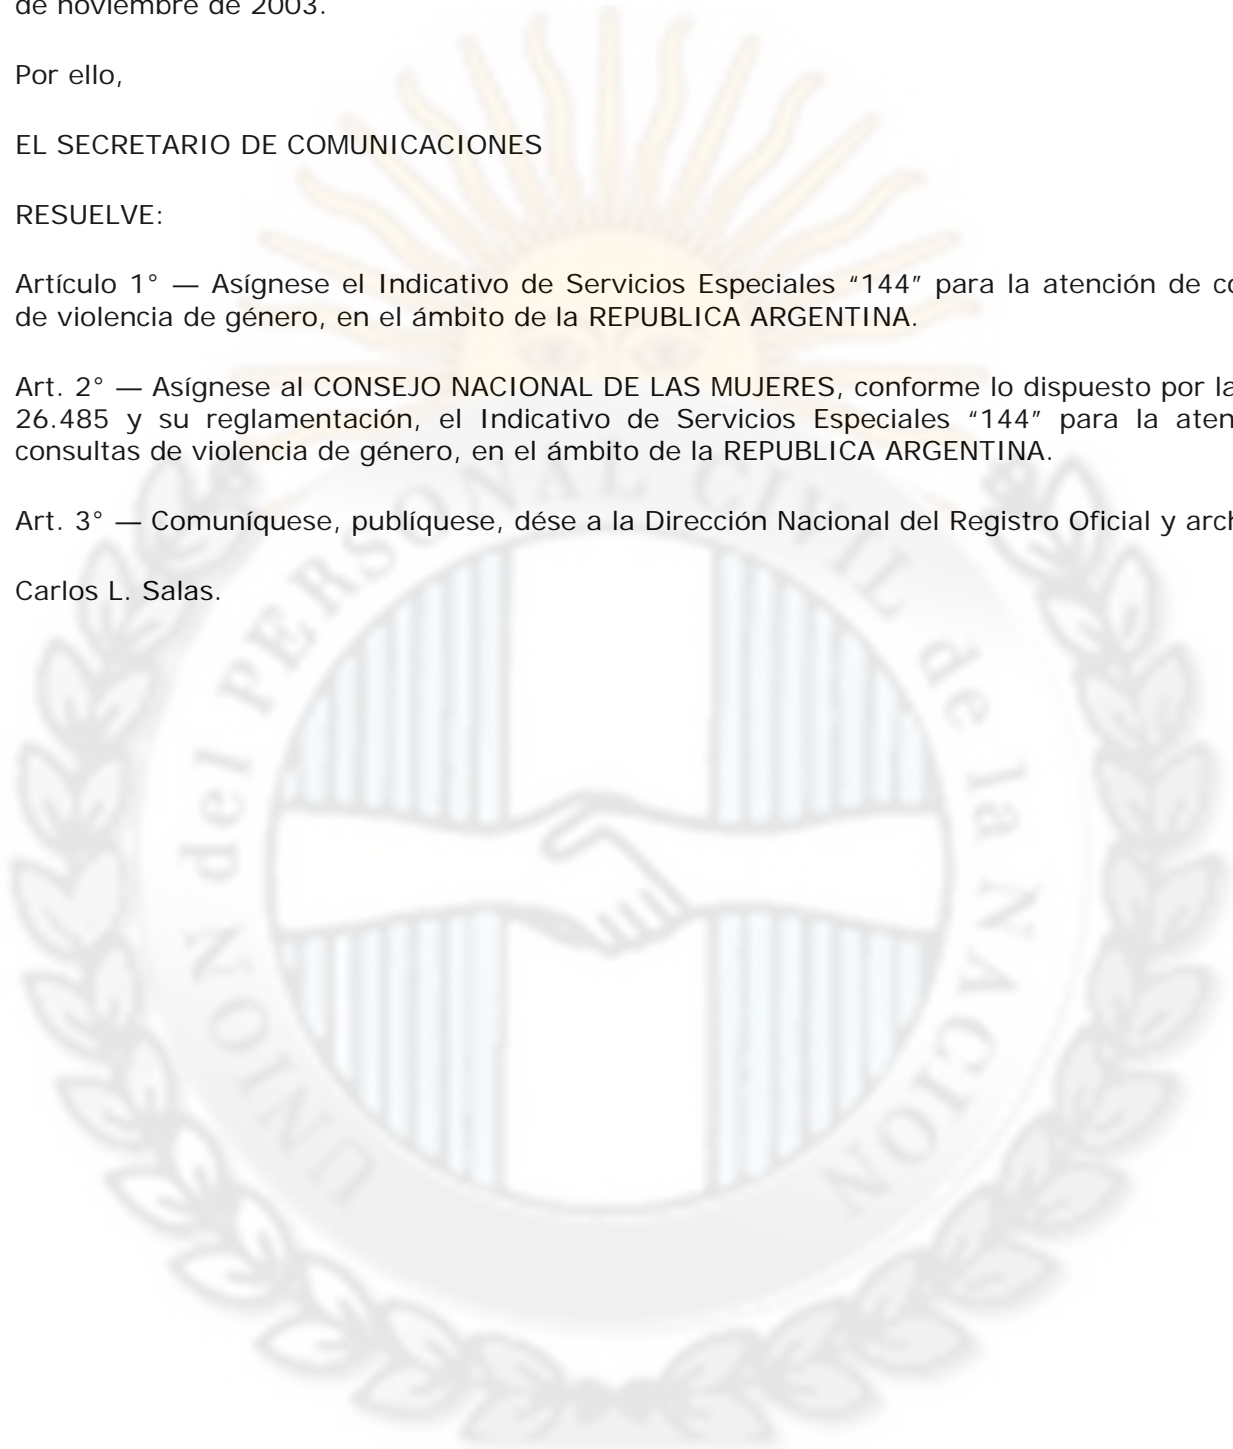 de noviembre de 2003.
Por ello,
EL SECRETARIO DE COMUNICACIONES
RESUELVE:
Artículo 1° — Asígnese el Indicativo de Servicios Especiales “144” para la atención de
de violencia de género, en el ámbito de la REPUBLICA ARGENTINA.
Art. 2° — Asígnese al CONSEJO NACIONAL DE LAS MUJERES, conforme lo dispuesto por la
26.485 y su reglamentación, el Indicativo de Servicios Especiales “144” para la
consultas de violencia de género, en el ámbito de la REPUBLICA ARGENTINA.
Art. 3° — Comuníquese, publíquese, dése a la Dirección Nacional del Registro Oficial y
Carlos L. Salas.
UNION del PERSONAL CIVIL de la NACION